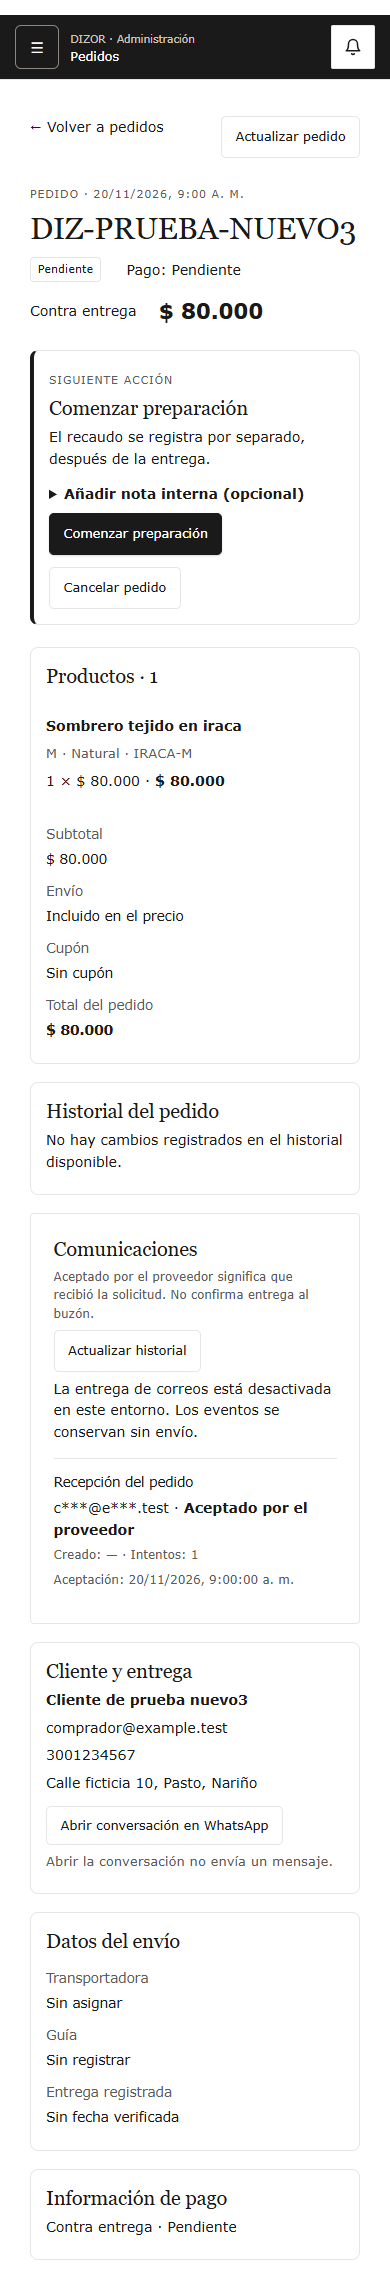 ☰
DIZOR · Administración
Pedidos
← Volver a pedidos
Actualizar pedido
PEDIDO · 20/11/2026, 9:00 A. M.
DIZ-PRUEBA-NUEVO3
Pendiente
Pago: Pendiente
Contra entrega
$ 80.000
SIGUIENTE ACCIÓN
Comenzar preparación
El recaudo se registra por separado,
después de la entrega.
▶ Añadir nota interna (opcional)
Comenzar preparación
Cancelar pedido
Productos · 1
Sombrero tejido en iraca
M · Natural · IRACA-M
1 × $ 80.000 · $ 80.000
Subtotal
$ 80.000
Envío
Incluido en el precio
Cupón
Sin cupón
Total del pedido
$ 80.000
Historial del pedido
No hay cambios registrados en el historial
disponible.
Comunicaciones
Aceptado por el proveedor significa que
recibió la solicitud. No confirma entrega al
buzón.
Actualizar historial
La entrega de correos está desactivada
en este entorno. Los eventos se
conservan sin envío.
Recepción del pedido
c***@e***.test · Aceptado por el
proveedor
Creado: — · Intentos: 1
Aceptación: 20/11/2026, 9:00:00 a. m.
Cliente y entrega
Cliente de prueba nuevo3
comprador@example.test
3001234567
Calle ficticia 10, Pasto, Nariño
Abrir conversación en WhatsApp
Abrir la conversación no envía un mensaje.
Datos del envío
Transportadora
Sin asignar
Guía
Sin registrar
Entrega registrada
Sin fecha verificada
Información de pago
Contra entrega · Pendiente